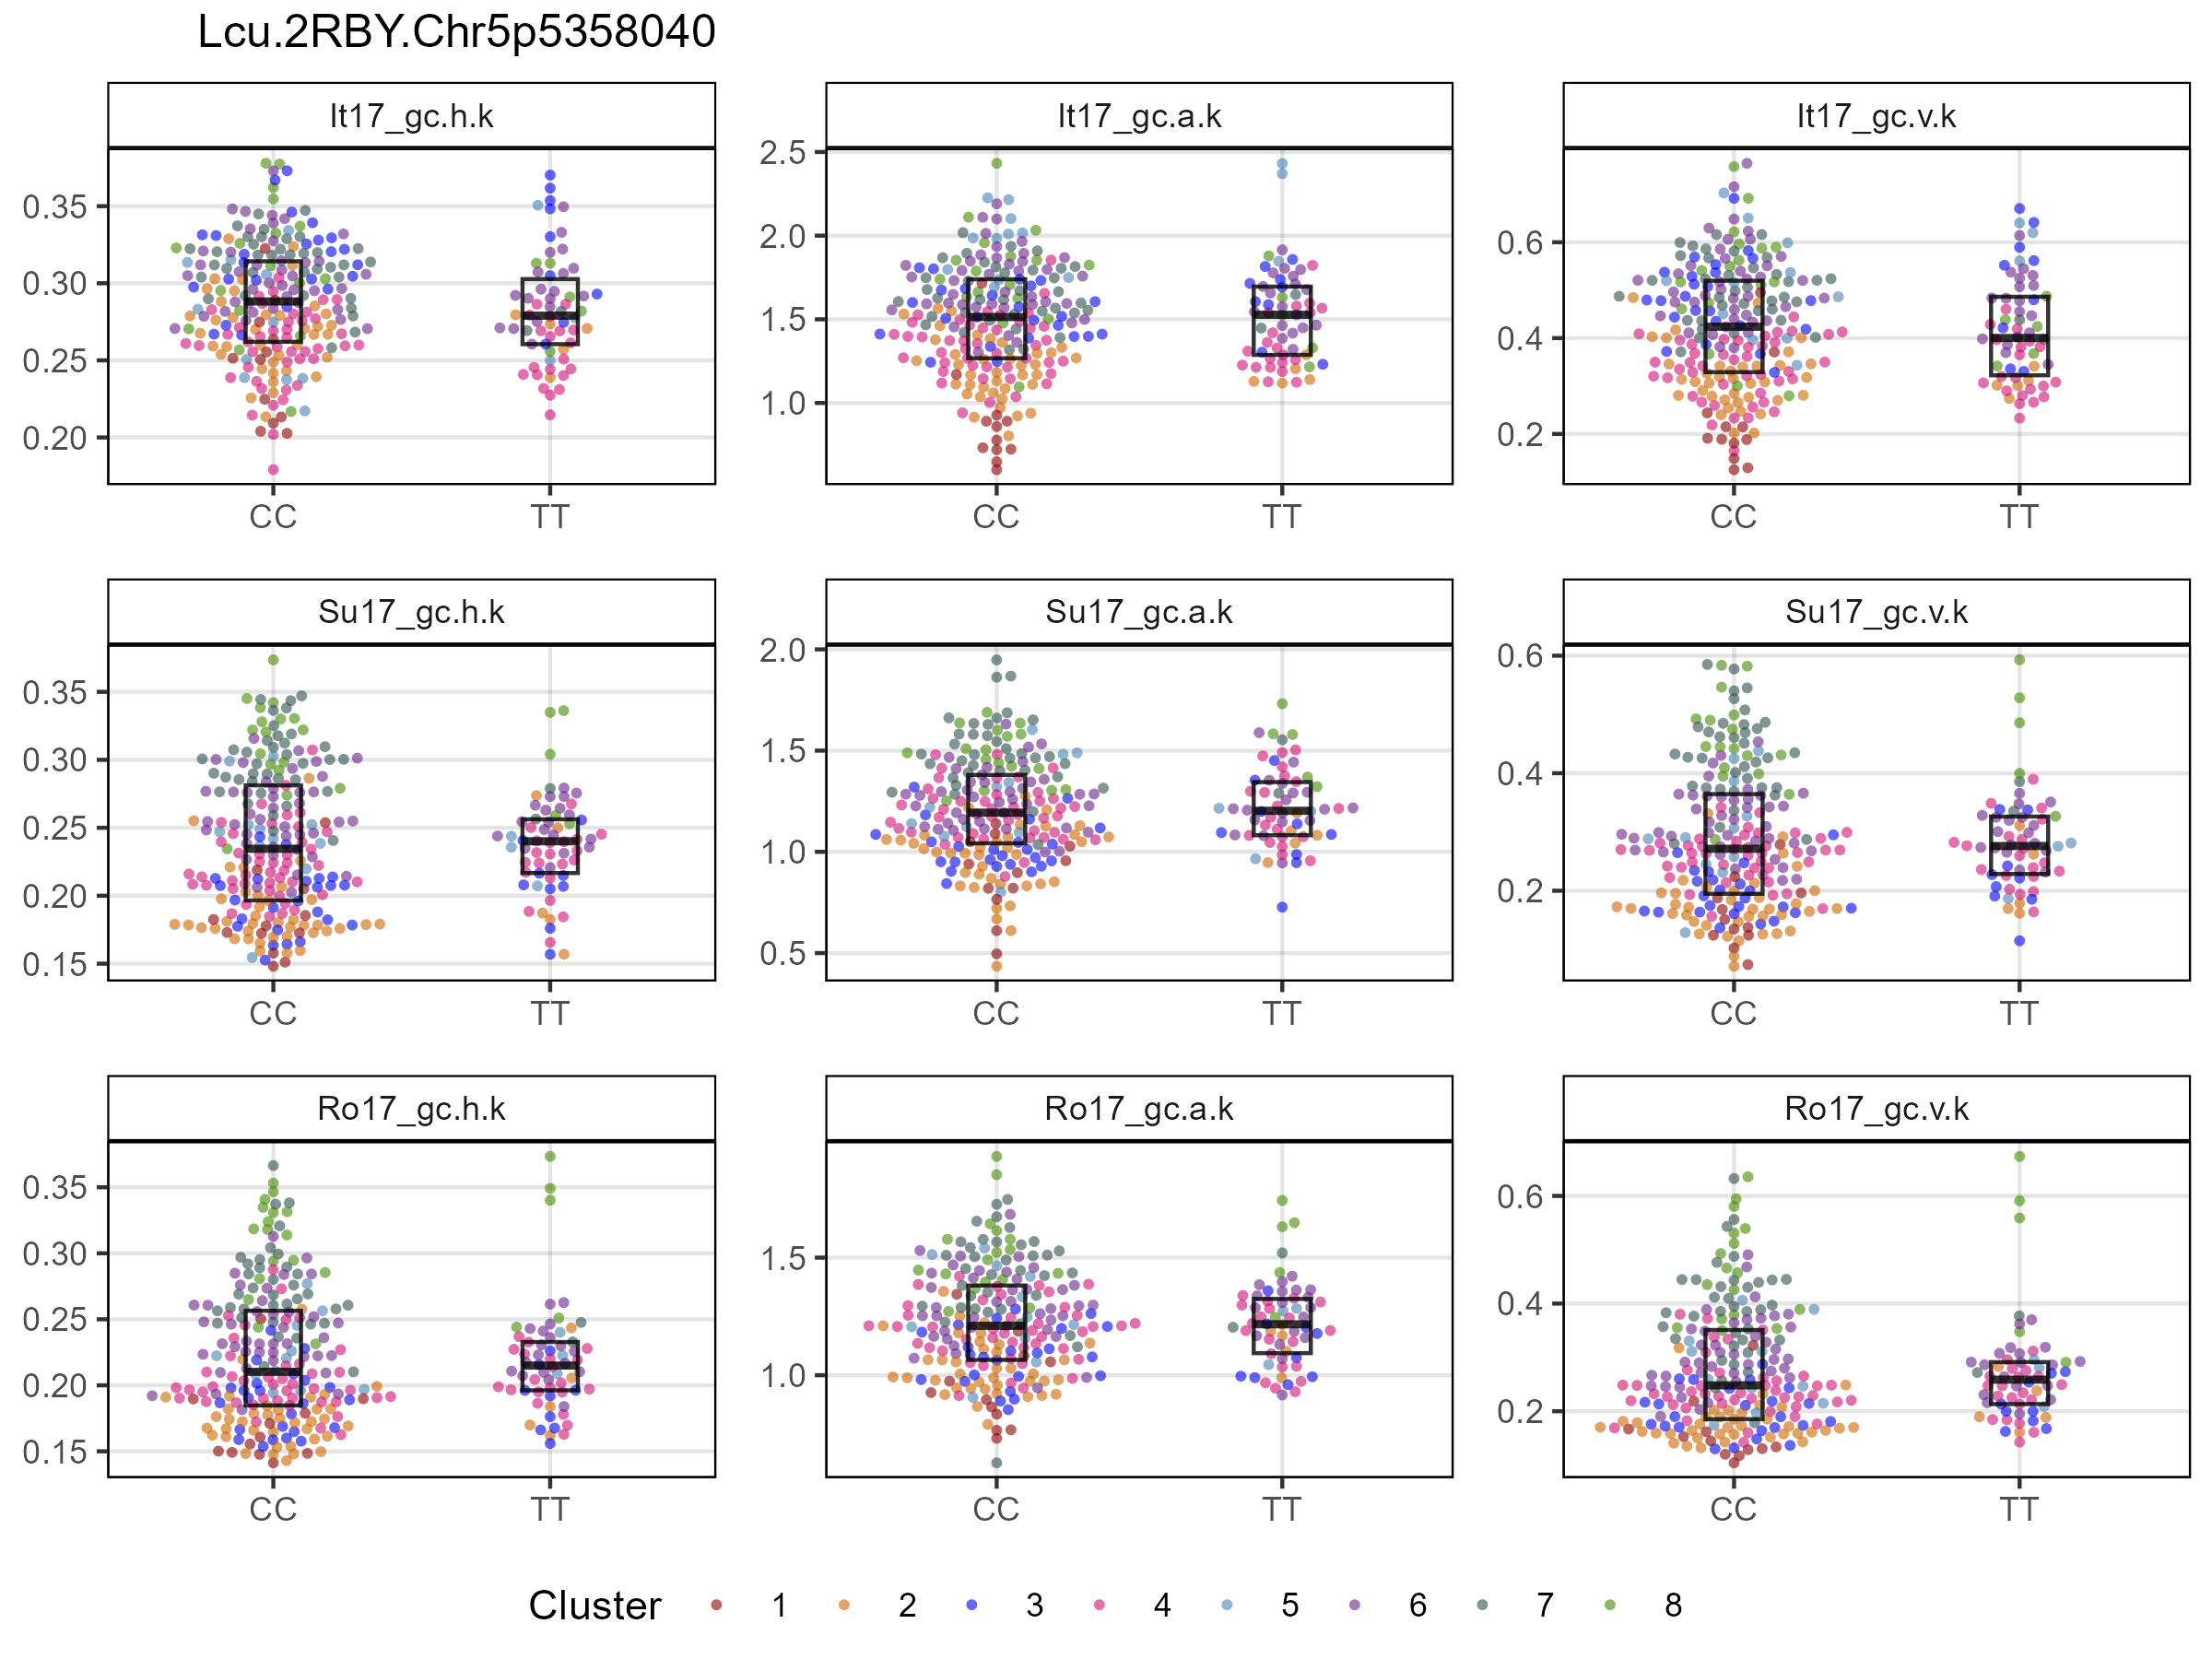 Lcu.2RBY.Chr5p5358040
It17_gc.h.k
It17_gc.a.k
It17_gc.v.k
0.35
0.30
0.25
0.20
2.5
2.0
1.5
1.0
0.6
0.4
0.2
CC
TT
CC
TT
CC
TT
Su17_gc.h.k
Su17_gc.a.k
Su17_gc.v.k
0.35
0.30
0.25
0.20
0.15
2.0
1.5
1.0
0.5
0.6
0.4
0.2
CC
TT
CC
TT
CC
TT
Ro17_gc.h.k
Ro17_gc.a.k
Ro17_gc.v.k
0.35
0.30
0.25
0.20
0.15
1.5
1.0
0.6
0.4
0.2
CC
TT
CC
TT
CC
TT
Cluster 1 2 3 4 5 6 7 8